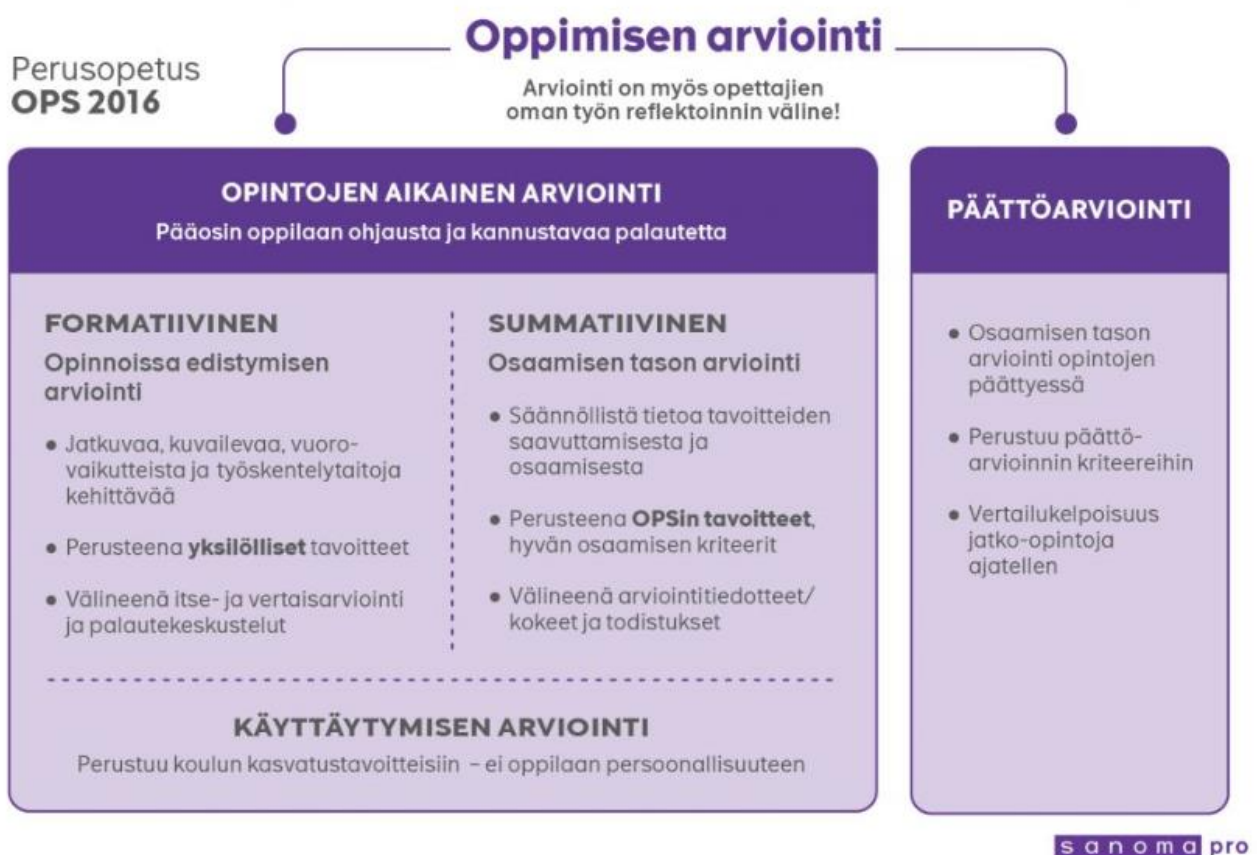 Oppimisen arviointi
Perusopetus
OPS 2016
Arviointi on myös opettajien
oman työn reflektoinnin väline!
OPINTOJEN AIKAINEN ARVIOINTI
Pääosin oppilaan ohjausta ja kannustavaa palautetta
FORMATIIVINEN
Opinnoissa edistymisen
arviointi
• Jatkuvaa, kuvailevaa, vuoro-
vaikutteista ja työskentelytaitoja
kehittävää
• Perusteena yksilölliset tavoitteet
• Välineenä itse- ja vertaisarviointi
ja palautekeskustelut
SUMMATIIVINEN
Osaamisen tason arviointi
• Säännöllistä tietoa tavoitteiden
saavuttamisesta ja
osaamisesta
• Perusteena OPSin tavoitteet,
hyvän osaamisen kriteerit
• Välineenä arviointitiedotteet/
kokeet ja todistukset
KÄYTTÄYTYMISEN ARVIOINTI
Perustuu koulun kasvatustavoitteisiin – ei oppilaan persoonallisuuteen
PÄÄTTÖARVIOINTI
• Osaamisen tason
arviointi opintojen
päättyessä
• Perustuu päättö-
arvioinnin kriteereihin
• Vertailukelpoisuus
jatko-opintoja
ajatellen
sanoma pro